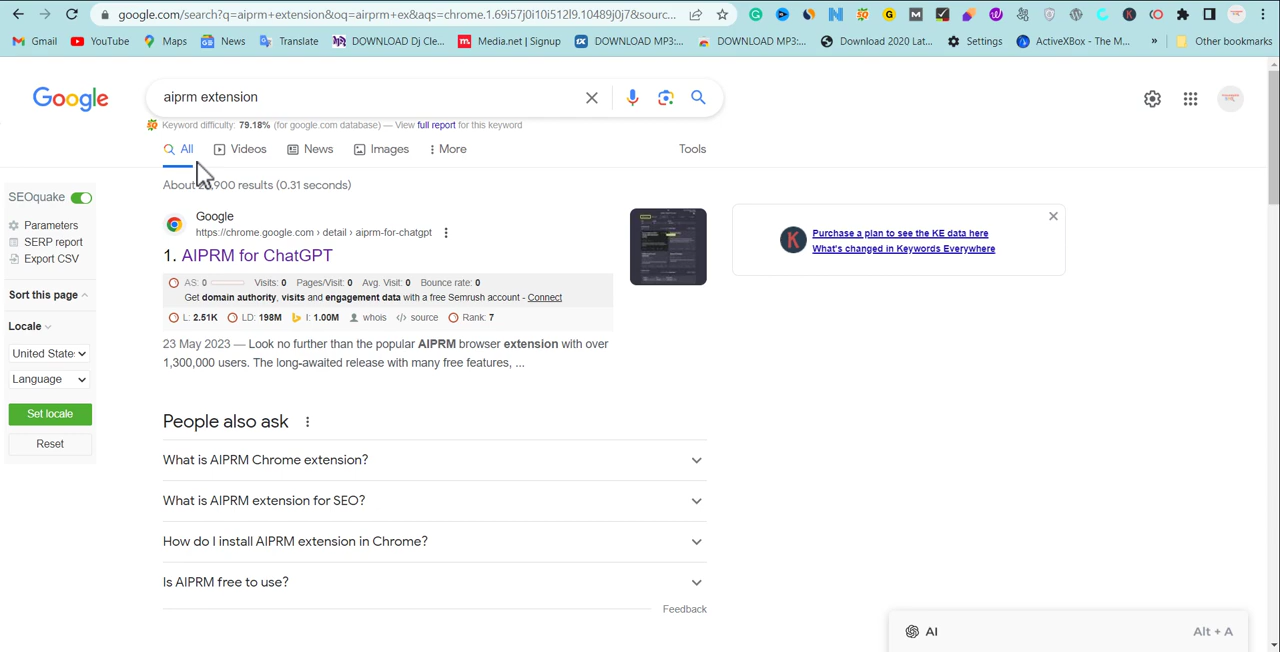 google.com/search?q=aiprm+extension&oq=airprm+ex&aqs=chrome.1.69i57j0i10i512l9.10489j0j7&sourc...
Gmail YouTube Maps News Translate DOWNLOAD Dj Cle... Media.net | Signup DOWNLOAD MP3:... DOWNLOAD MP3:... Download 2020 Lat... Settings ActiveXBox - The M... » Other bookmarks
Google
aiprm extension
Keyword difficulty: 79.18% (for google.com database) — View full report for this keyword
All Videos News Images More Tools
SEOquake
About ,900 results (0.31 seconds)
Parameters
SERP report
Export CSV
Sort this page
Locale
United State
Language
Set locale
Reset
Google
https://chrome.google.com › detail › aiprm-for-chatgpt
1. AIPRM for ChatGPT
AS: 0 Visits: 0 Pages/Visit: 0 Avg. Visit: 0 Bounce rate: 0
Get domain authority, visits and engagement data with a free Semrush account - Connect
L: 2.51K LD: 198M I: 1.00M whois </> source Rank: 7
23 May 2023 — Look no further than the popular AIPRM browser extension with over
1,300,000 users. The long-awaited release with many free features, ...
K Purchase a plan to see the KE data here
What's changed in Keywords Everywhere
People also ask
What is AIPRM Chrome extension?
What is AIPRM extension for SEO?
How do I install AIPRM extension in Chrome?
Is AIPRM free to use?
Feedback
AI Alt + A